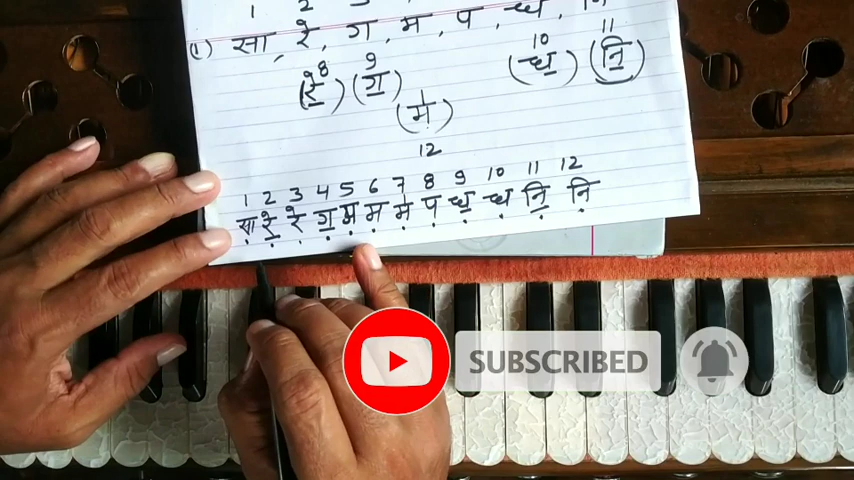 1 2
(१) सा, रे, ग, म, प, ध, नि
8 9 10 11
(रे॒) (ग॒) (ध॒) (नि॒)
(म॑)
12
1 2 3 4 5 6 7 8 9 10 11 12
सा़ रे़॒ रे़ ग़॒ म़ म़॑ प़ ध़॒ ध़ नि़॒ नि़
SUBSCRIBED